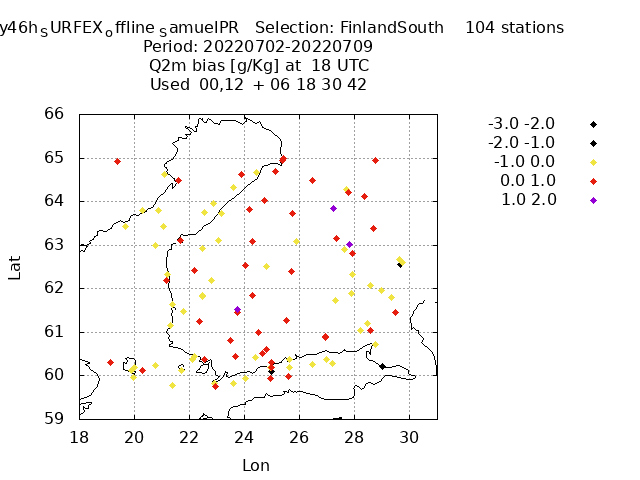 y46hSURFEXoffline SamuelPR Selection: FinlandSouth 104 stations
Period: 20220702-20220709
Q2m bias [g/Kg] at 18 UTC
Used 00,12 + 06 18 30 42
-3.0 -2.0
-2.0 -1.0
-1.0 0.0
0.0 1.0
1.0 2.0
66
65
64
63
62
61
60
59
Lat
18 20 22 24 26 28 30
Lon